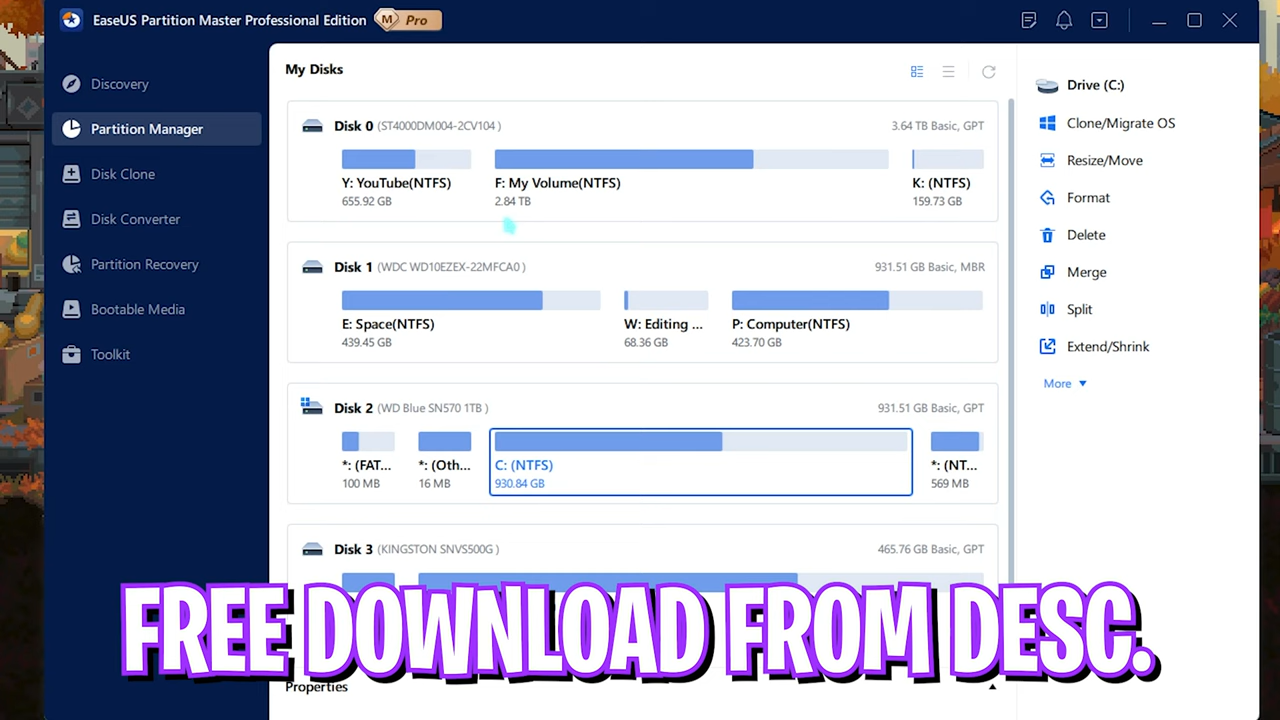 EaseUS Partition Master Professional Edition M Pro
Discovery
Partition Manager
Disk Clone
Disk Converter
Partition Recovery
Bootable Media
Toolkit
My Disks
Disk 0 (ST4000DM004-2CV104 ) 3.64 TB Basic, GPT
Y: YouTube(NTFS) F: My Volume(NTFS) K: (NTFS)
655.92 GB 2.84 TB 159.73 GB
Disk 1 (WDC WD10EZEX-22MFCA0 ) 931.51 GB Basic, MBR
E: Space(NTFS) W: Editing ... P: Computer(NTFS)
439.45 GB 68.36 GB 423.70 GB
Disk 2 (WD Blue SN570 1TB ) 931.51 GB Basic, GPT
*: (FAT... *: (Oth... C: (NTFS) *: (NT...
100 MB 16 MB 930.84 GB 569 MB
Disk 3 (KINGSTON SNVS500G ) 465.76 GB Basic, GPT
Drive (C:)
Clone/Migrate OS
Resize/Move
Format
Delete
Merge
Split
Extend/Shrink
More
FREE DOWNLOAD FROM DESC.
Properties